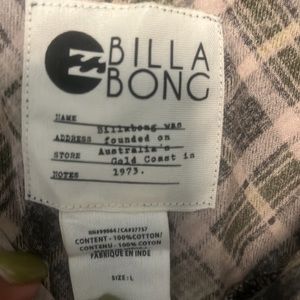 BILLA
BONG
NAME
Billabong was
ADDRESS founded on
Australia's
STORE
Gold Coast in
NOTES 1973.
CONTENT - 100%COTTON/
CONTENU - 100% COTON
FABRIQUE EN INDE
SIZE: L